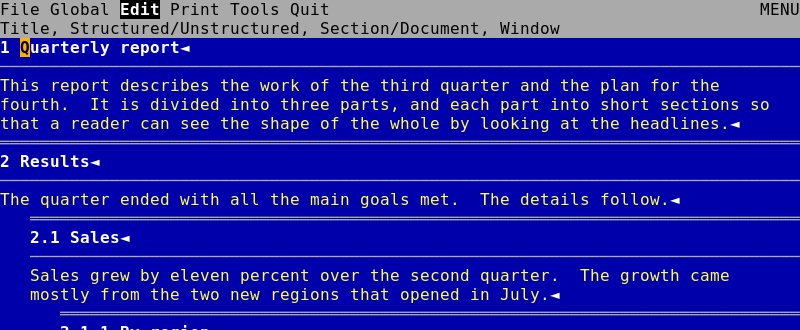 File Global Edit Print Tools Quit MENU
Title, Structured/Unstructured, Section/Document, Window
1 Quarterly report◄
This report describes the work of the third quarter and the plan for the
fourth.  It is divided into three parts, and each part into short sections so
that a reader can see the shape of the whole by looking at the headlines.◄
2 Results◄
The quarter ended with all the main goals met.  The details follow.◄
2.1 Sales◄
Sales grew by eleven percent over the second quarter.  The growth came
mostly from the two new regions that opened in July.◄